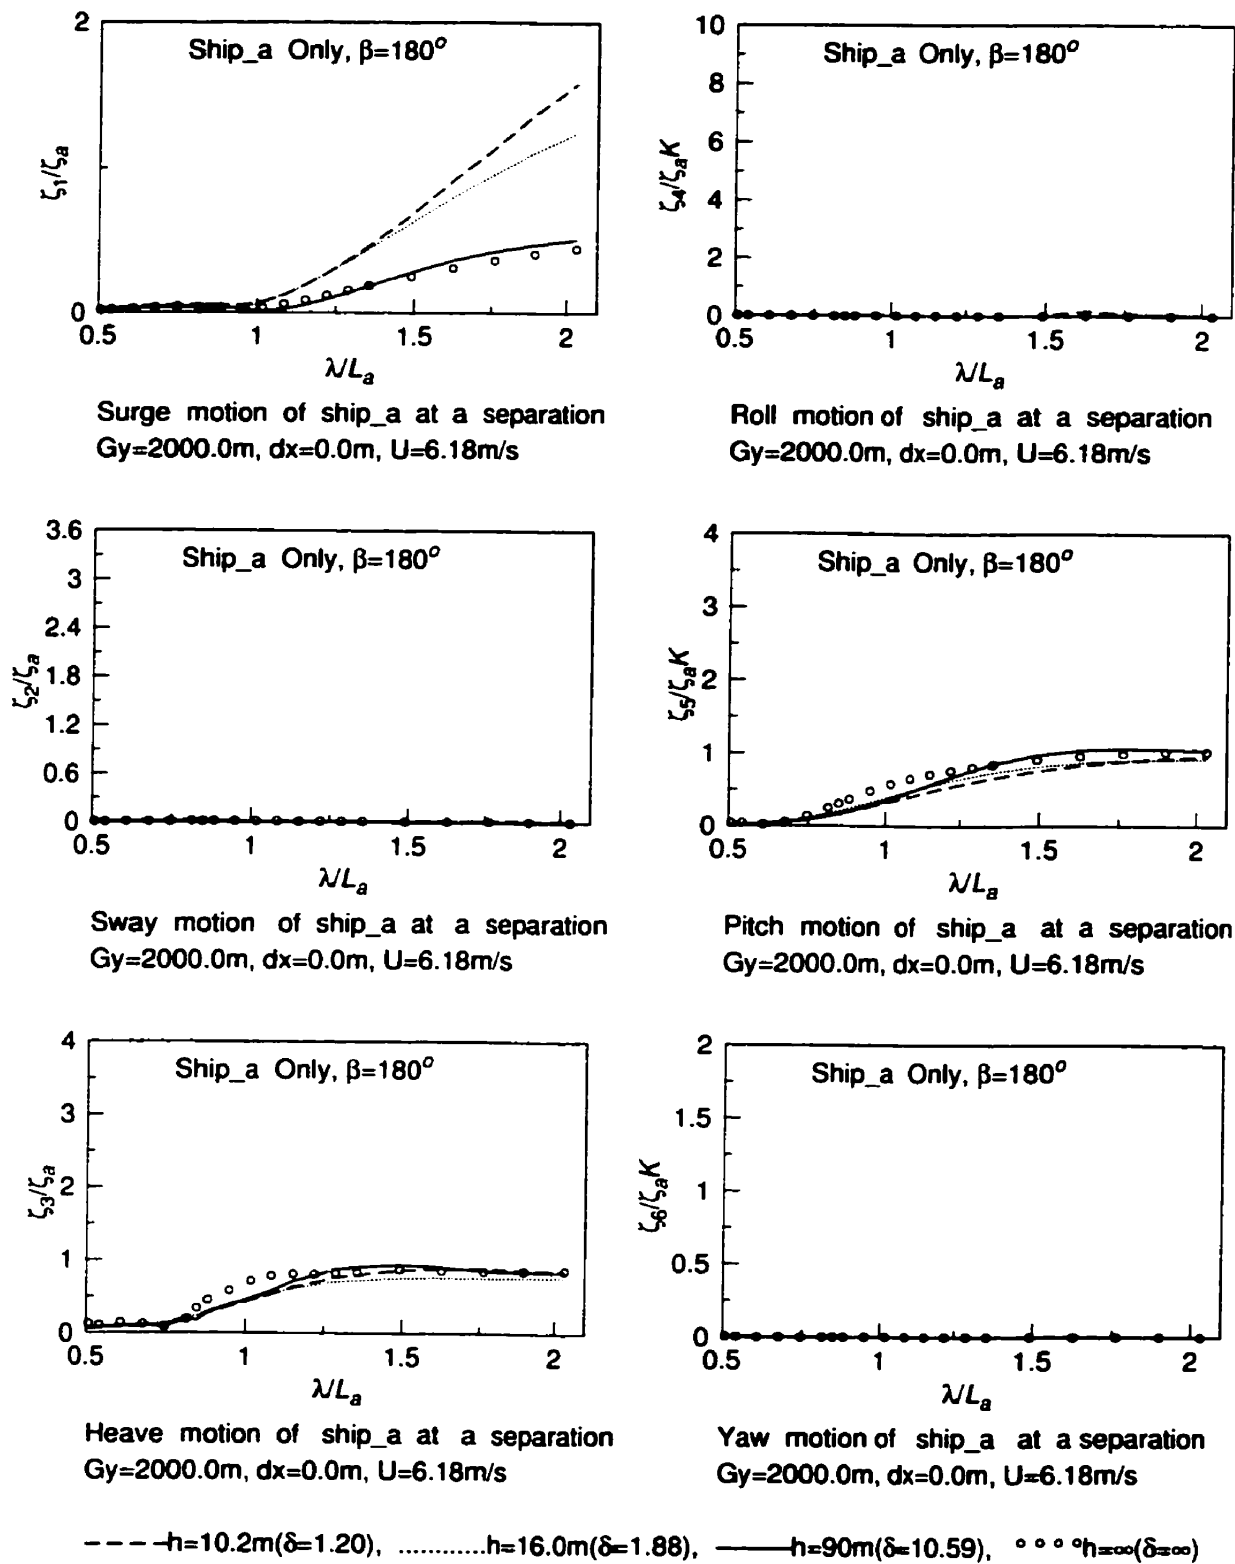 2
Ship_a Only, β=180°
ζ1/ζa
0
0.5 1 1.5 2
λ/La
Surge motion of ship_a at a separation
Gy=2000.0m, dx=0.0m, U=6.18m/s
10
Ship_a Only, β=180°
8
6
ζ4/ζaK
4
2
0
0.5 1 1.5 2
λ/La
Roll motion of ship_a at a separation
Gy=2000.0m, dx=0.0m, U=6.18m/s
3.6
Ship_a Only, β=180°
3
2.4
ζ2/ζa
1.8
1.2
0.6
0
0.5 1 1.5 2
λ/La
Sway motion of ship_a at a separation
Gy=2000.0m, dx=0.0m, U=6.18m/s
4
Ship_a Only, β=180°
3
ζ5/ζaK
2
1
0
0.5 1 1.5 2
λ/La
Pitch motion of ship_a at a separation
Gy=2000.0m, dx=0.0m, U=6.18m/s
4
Ship_a Only, β=180°
3
ζ3/ζa
2
1
0
0.5 1 1.5 2
λ/La
Heave motion of ship_a at a separation
Gy=2000.0m, dx=0.0m, U=6.18m/s
2
Ship_a Only, β=180°
1.5
ζ6/ζaK
1
0.5
0
0.5 1 1.5 2
λ/La
Yaw motion of ship_a at a separation
Gy=2000.0m, dx=0.0m, U=6.18m/s
h=10.2m(δ=1.20), h=16.0m(δ=1.88), h=90m(δ=10.59), h=∞(δ=∞)